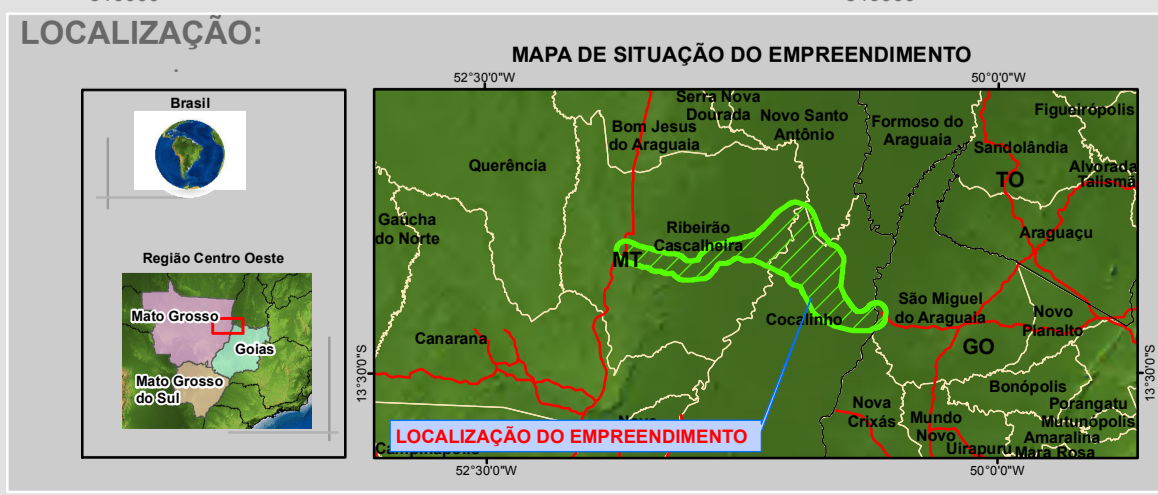 LOCALIZAÇÃO:
.
Brasil
Região Centro Oeste
Mato Grosso
Goias
Mato Grosso
do Sul
MAPA DE SITUAÇÃO DO EMPREENDIMENTO
52°30'0"W
50°0'0"W
Serra Nova
Dourada
Novo Santo
Antônio
Bom Jesus
do Araguaia
Formoso do
Araguaia
Figueirópolis
Sandolândia
Querência
TO
Alvorada
Talismã
Gaúcha
do Norte
Ribeirão
Cascalheira
Araguaçu
MT
São Miguel
do Araguaia
Novo
Planalto
Cocalinho
Canarana
GO
13°30'0"S
13°30'0"S
Bonópolis
Porangatu
Nova
Crixás
Mundo
Novo
Mutunópolis
Amaralina
Uirapuru
Mara Rosa
LOCALIZAÇÃO DO EMPREENDIMENTO
52°30'0"W
50°0'0"W